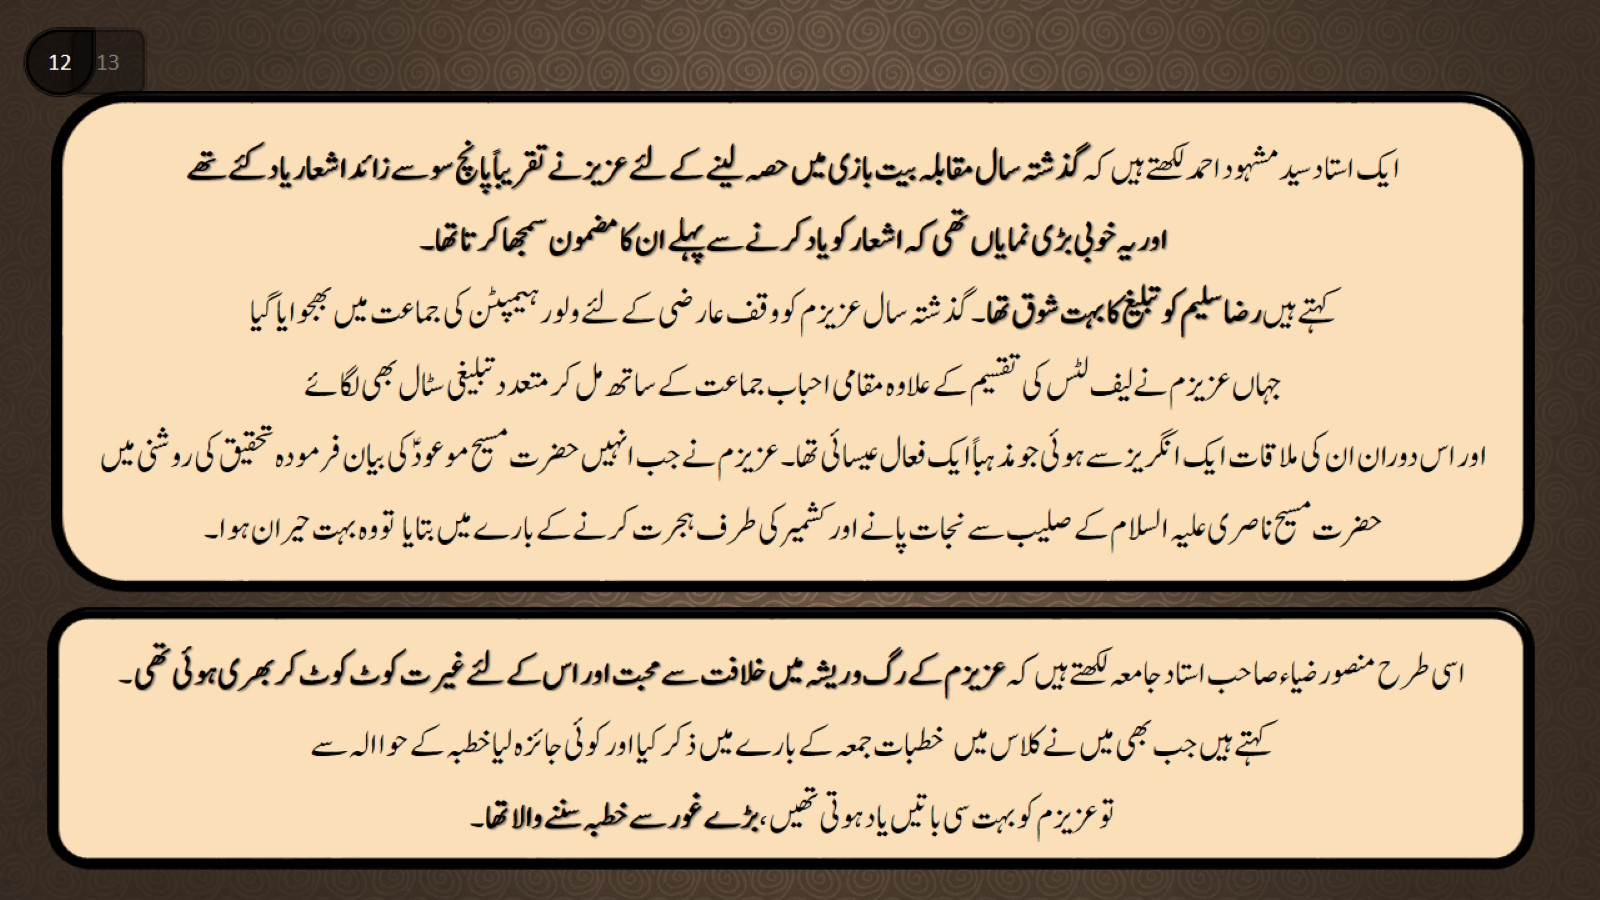 12 13
ایک استاد سید مشہود احمد لکھتے ہیں کہ گذشتہ سال مقابلہ بیت بازی میں حصہ لینے کے لئے عزیز نے تقریباً پانچ سو سے زائد اشعار یاد کئے تھے
اور یہ خوبی بڑی نمایاں تھی کہ اشعار کو یاد کرنے سے پہلے ان کا مضمون سمجھا کرتا تھا۔
کہتے ہیں رضا سلیم کو تبلیغ کا بہت شوق تھا۔ گذشتہ سال عزیزم کو وقف عارضی کے لئے ولور ہیمپٹن کی جماعت میں بھجوایا گیا
جہاں عزیزم نے لیف لٹس کی تقسیم کے علاوہ مقامی احباب جماعت کے ساتھ مل کر متعدد تبلیغی سٹال بھی لگائے
اور اس دوران ان کی ملاقات ایک انگریز سے ہوئی جو مذہباً ایک فعال عیسائی تھا۔ عزیزم نے جب انہیں حضرت مسیح موعودؑ کی بیان فرمودہ تحقیق کی روشنی میں
حضرت مسیح ناصری علیہ السلام کے صلیب سے نجات پانے اور کشمیر کی طرف ہجرت کرنے کے بارے میں بتایا تو وہ بہت حیران ہوا۔
اسی طرح منصور ضیاء صاحب استاد جامعہ لکھتے ہیں کہ عزیزم کے رگ و ریشہ میں خلافت سے محبت اور اس کے لئے غیرت کوٹ کوٹ کر بھری ہوئی تھی۔
کہتے ہیں جب بھی میں نے کلاس میں خطبات جمعہ کے بارے میں ذکر کیا اور کوئی جائزہ لیا خطبہ کے حواالہ سے
تو عزیزم کو بہت سی باتیں یاد ہوتی تھیں، بڑے غور سے خطبہ سننے والا تھا۔